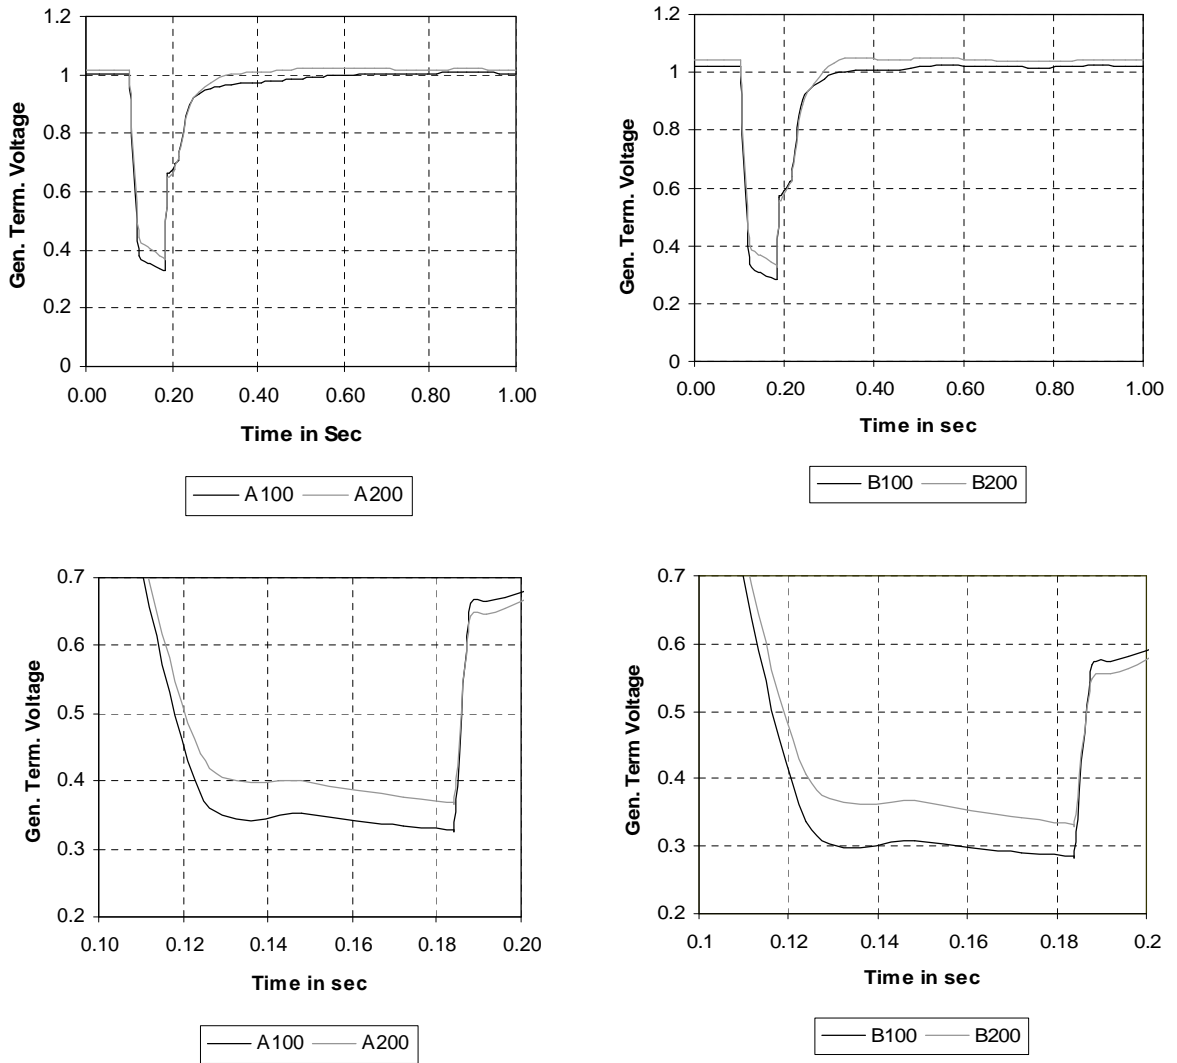 1.2
1
0.8
0.6
0.4
0.2
0
Gen. Term. Voltage
0.00 0.20 0.40 0.60 0.80 1.00
Time in Sec
A100 A200
1.2
1
0.8
0.6
0.4
0.2
0
Gen. Term. Voltage
0.00 0.20 0.40 0.60 0.80 1.00
Time in sec
B100 B200
0.7
0.6
0.5
0.4
0.3
0.2
Gen. Term. Voltage
0.10 0.12 0.14 0.16 0.18 0.20
Time in sec
A100 A200
0.7
0.6
0.5
0.4
0.3
0.2
Gen. Term Voltage
0.1 0.12 0.14 0.16 0.18 0.2
Time in sec
B100 B200